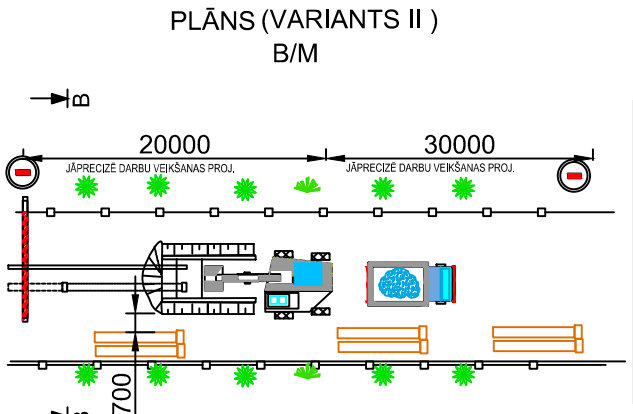 PLĀNS (VARIANTS II )
B/M
B
20000
30000
JĀPRECIZĒ DARBU VEIKŠANAS PROJ.
JĀPRECIZĒ DARBU VEIKŠANAS PROJ.
700